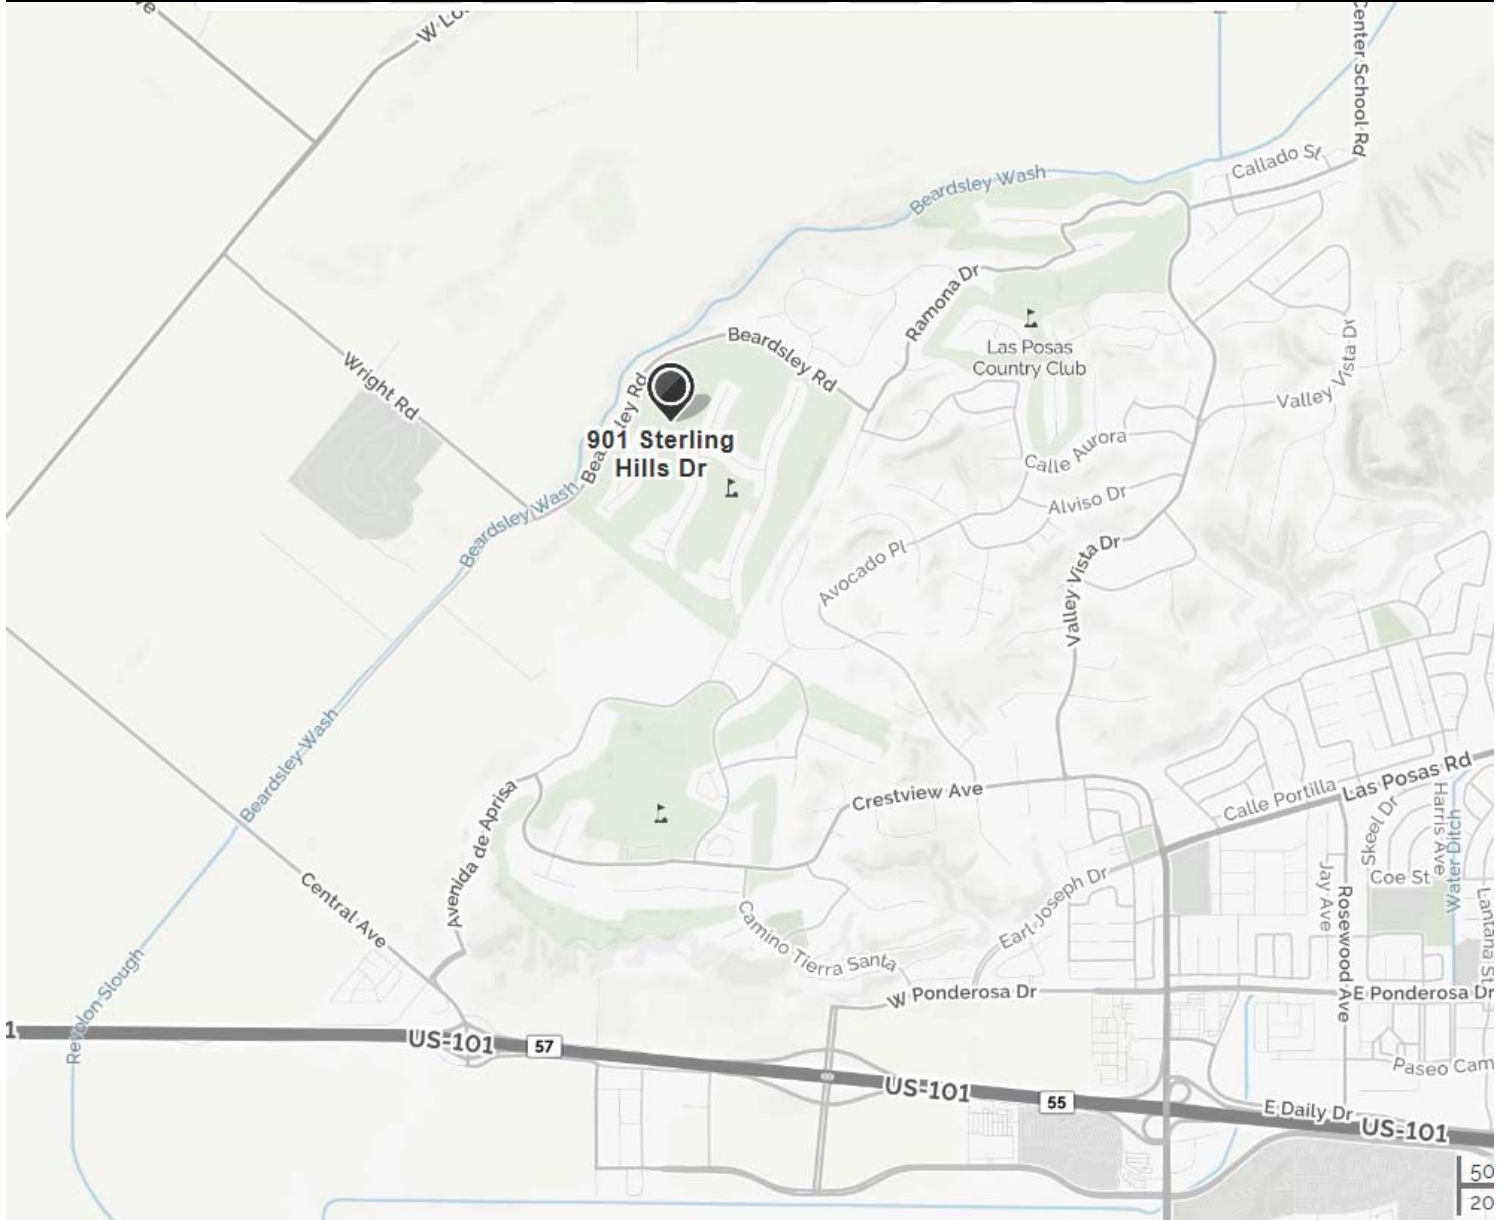 Center School Rd
Callado St
Beardsley Wash
Ramona Dr
Beardsley Rd
Las Posas
Country Club
Valley Vista Dr
Wright Rd
901 Sterling
Hills Dr
Calle Aurora
Alviso Dr
Beardsley Wash
Avocado Pl
Valley Vista Dr
Beardsley Wash
Crestview Ave
Las Posas Rd
Calle Portilla
Skeel Dr
Harris Ave
Water Ditch
Avenida de Aprisa
Coe St
Jay Ave
Rosewood Ave
Lantana St
Central Ave
Earl Joseph Dr
Camino Tierra Santa
W Ponderosa Dr
E Ponderosa Dr
Revolon Slough
US-101
57
US-101
55
Paseo Cam
E Daily Dr
US-101
50
20